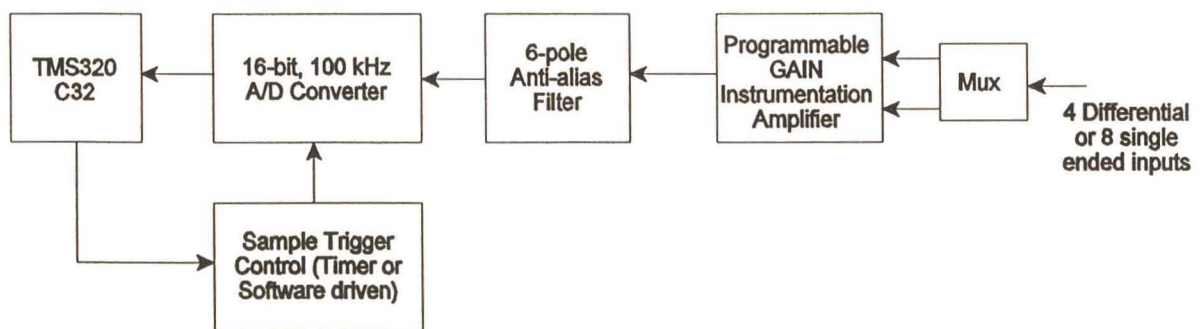 TMS320
C32
16-bit, 100 kHz
A/D Converter
6-pole
Anti-alias
Filter
Programmable
GAIN
Instrumentation
Amplifier
Mux
4 Differential
or 8 single
ended inputs
Sample Trigger
Control (Timer or
Software driven)